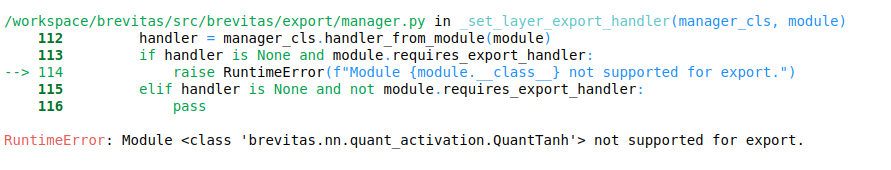 /workspace/brevitas/src/brevitas/export/manager.py in _set_layer_export_handler(manager_cls, module)
    112         handler = manager_cls.handler_from_module(module)
    113         if handler is None and module.requires_export_handler:
--> 114             raise RuntimeError(f"Module {module.__class__} not supported for export.")
    115         elif handler is None and not module.requires_export_handler:
    116             pass
RuntimeError: Module <class 'brevitas.nn.quant_activation.QuantTanh'> not supported for export.